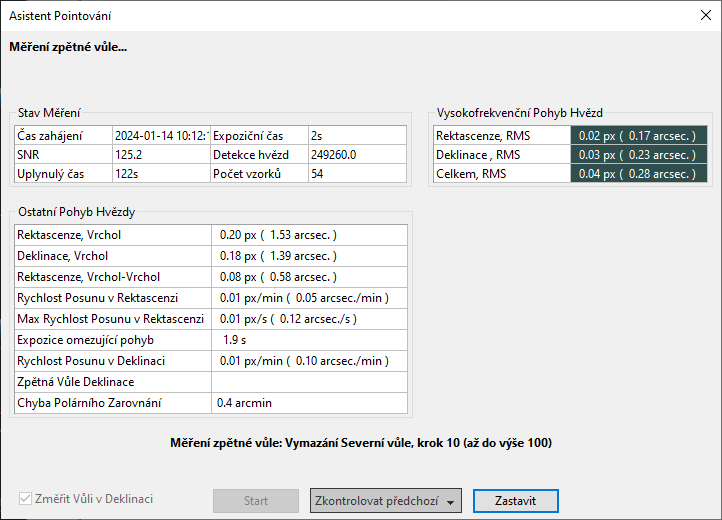 Asistent Pointování
Měření zpětné vůle...
Stav Měření
Čas zahájení 2024-01-14 10:12: Expoziční čas 2s
SNR 125.2 Detekce hvězd 249260.0
Uplynulý čas 122s Počet vzorků 54
Vysokofrekvenční Pohyb Hvězd
Rektascenze, RMS 0.02 px ( 0.17 arcsec. )
Deklinace , RMS 0.03 px ( 0.23 arcsec. )
Celkem, RMS 0.04 px ( 0.28 arcsec. )
Ostatní Pohyb Hvězdy
Rektascenze, Vrchol 0.20 px ( 1.53 arcsec. )
Deklinace, Vrchol 0.18 px ( 1.39 arcsec. )
Rektascenze, Vrchol-Vrchol 0.08 px ( 0.58 arcsec. )
Rychlost Posunu v Rektascenzi 0.01 px/min ( 0.05 arcsec./min )
Max Rychlost Posunu v Rektascenzi 0.01 px/s ( 0.12 arcsec./s )
Expozice omezující pohyb 1.9 s
Rychlost Posunu v Deklinaci 0.01 px/min ( 0.10 arcsec./min )
Zpětná Vůle Deklinace
Chyba Polárního Zarovnání 0.4 arcmin
Měření zpětné vůle: Vymazání Severní vůle, krok 10 (až do výše 100)
Změřit Vůli v Deklinaci
Start
Zkontrolovat předchozí
Zastavit